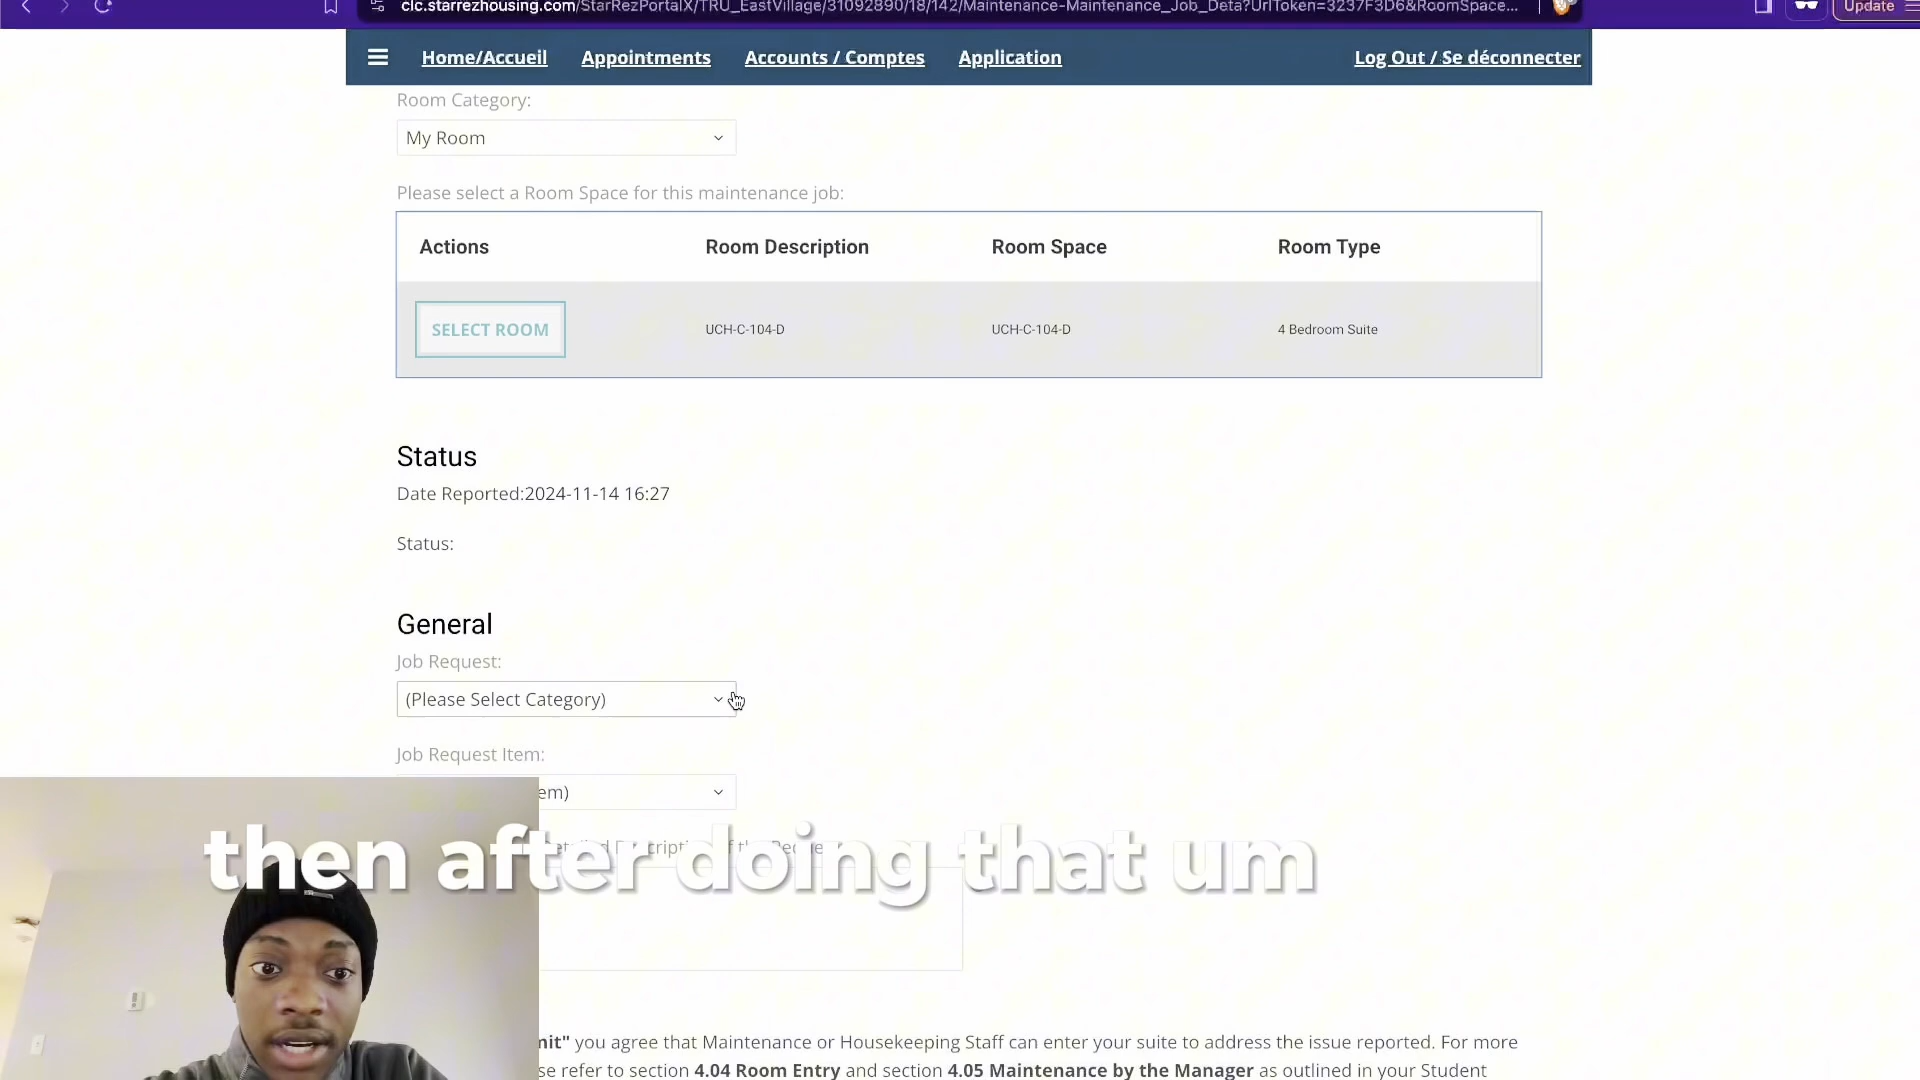 clc.starrezhousing.com/StarRezPortalX/TRU_EastVillage/31092890/18/142/Maintenance-Maintenance_Job_Deta?UrlToken=3237F3D6&RoomSpace...
Update
Home/Accueil Appointments Accounts / Comptes Application Log Out / Se déconnecter
Room Category:
My Room
Please select a Room Space for this maintenance job:
Actions Room Description Room Space Room Type
SELECT ROOM UCH-C-104-D UCH-C-104-D 4 Bedroom Suite
Status
Date Reported:2024-11-14 16:27
Status:
General
Job Request:
(Please Select Category)
Job Request Item:
em)
then after doing that um
nit" you agree that Maintenance or Housekeeping Staff can enter your suite to address the issue reported. For more
se refer to section 4.04 Room Entry and section 4.05 Maintenance by the Manager as outlined in your Student